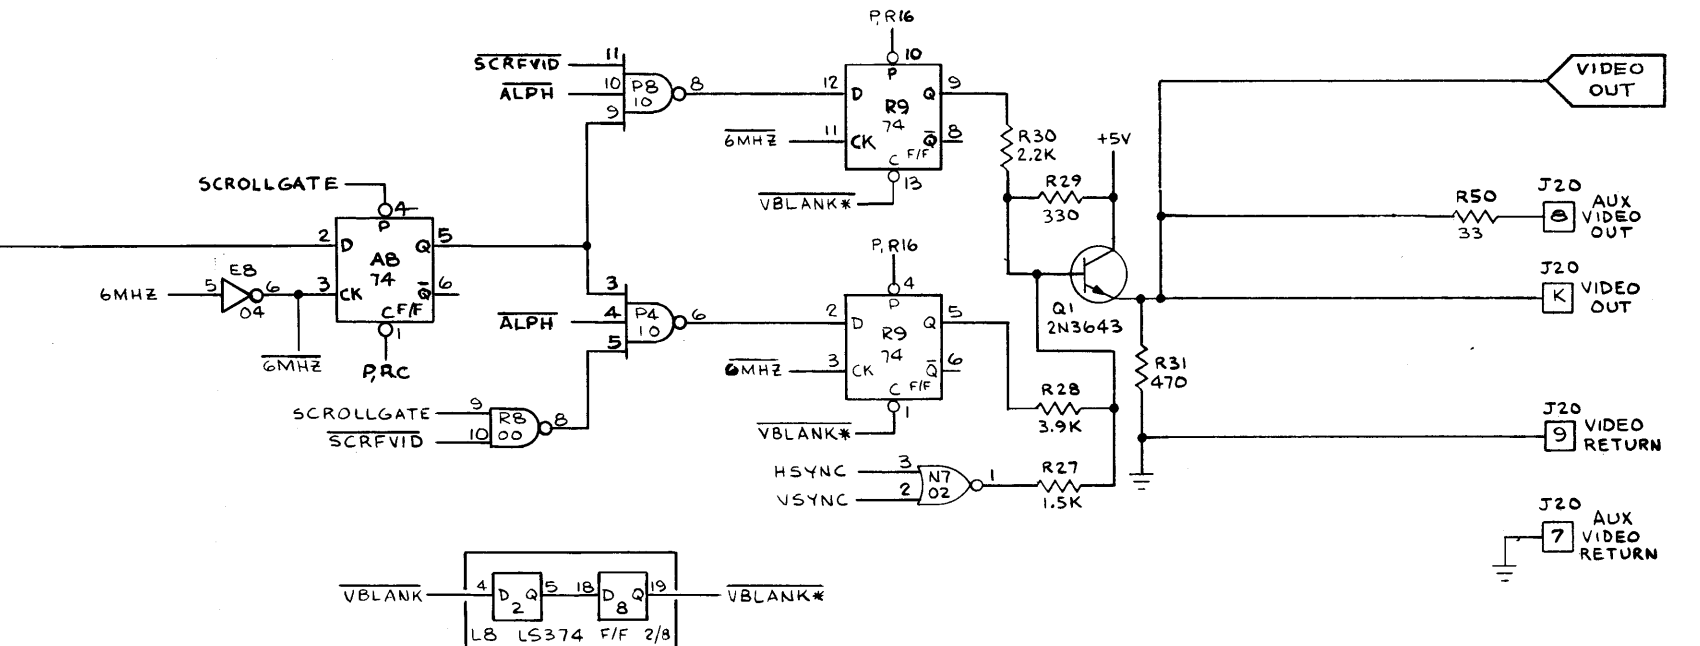 P,R16
SCRFVID 11
ALPH 10
9
P8
10
8
10
P
12 D Q 9
R9
74
6MHZ 11 CK Q 8
C F/F
13
VBLANK*
R30
2.2K
+5V
R29
330
VIDEO
OUT
SCROLLGATE
4
P
2 D Q 5
A8
74
E8
6MHZ 5 6 3 CK Q 6
04
C F/F
1
6MHZ
P,RC
3
ALPH 4
5
P4
10
6
P,R16
4
P
2 D Q 5
R9
74
6MHZ 3 CK Q 6
C F/F
1
VBLANK*
Q1
2N3643
R50
33
J20
8
AUX
VIDEO
OUT
J20
K
VIDEO
OUT
R31
470
R28
3.9K
J20
9
VIDEO
RETURN
SCROLLGATE 9
SCRFVID 10
R8
00
8
HSYNC 3
VSYNC 2
N7
02
1
R27
1.5K
J20
7
AUX
VIDEO
RETURN
VBLANK 4 D Q 5 18 D Q 19 VBLANK*
2 8
L8 LS374 F/F 2/8